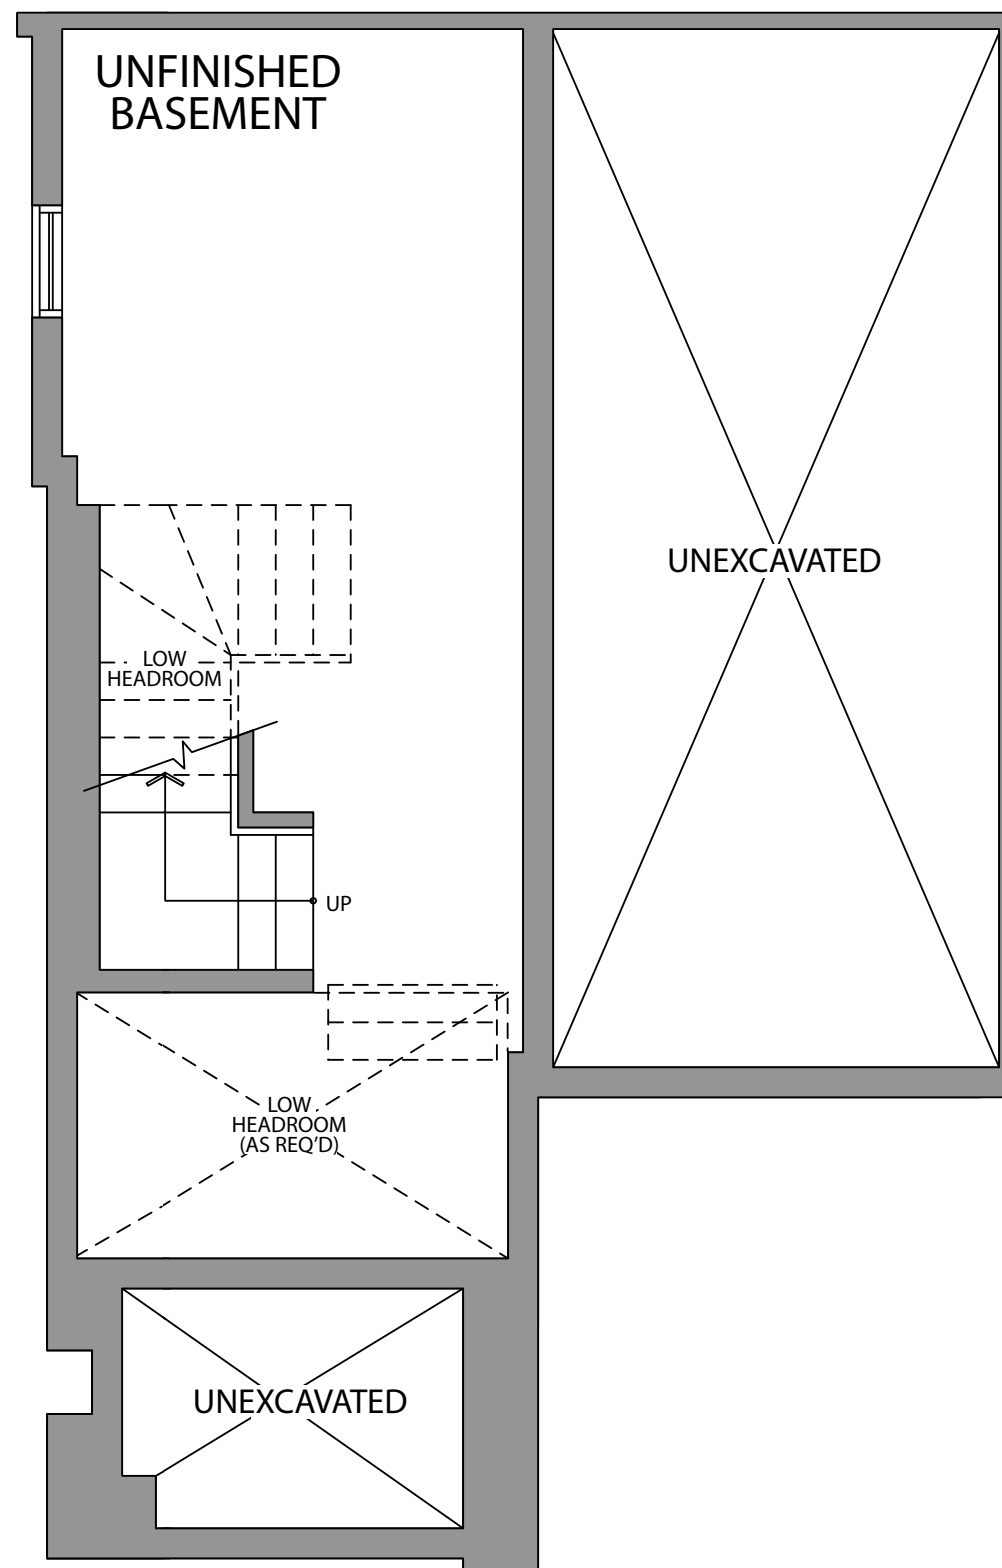 UNFINISHED
BASEMENT
UNEXCAVATED
LOW
HEADROOM
UP
LOW
HEADROOM
(AS REQ'D)
UNEXCAVATED